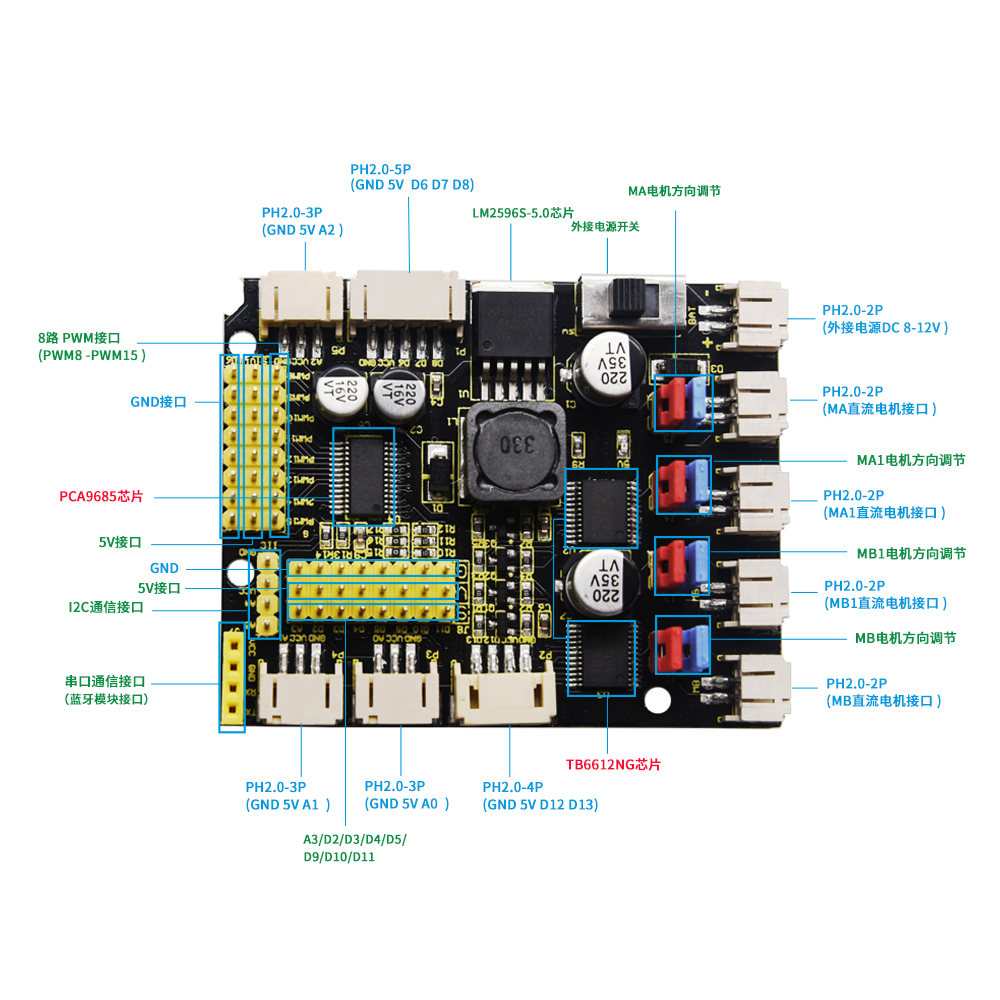 PH2.0-5P
(GND 5V D6 D7 D8)
PH2.0-3P
(GND 5V A2 )
LM2596S-5.0芯片
外接电源开关
MA电机方向调节
8路 PWM接口
(PWM8 -PWM15 )
GND接口
PCA9685芯片
5V接口
GND
5V接口
I2C通信接口
串口通信接口
(蓝牙模块接口)
PH2.0-2P
(外接电源DC 8-12V )
PH2.0-2P
(MA直流电机接口 )
MA1电机方向调节
PH2.0-2P
(MA1直流电机接口 )
MB1电机方向调节
PH2.0-2P
(MB1直流电机接口 )
MB电机方向调节
PH2.0-2P
(MB直流电机接口 )
TB6612NG芯片
PH2.0-3P
(GND 5V A1 )
PH2.0-3P
(GND 5V A0 )
PH2.0-4P
(GND 5V D12 D13)
A3/D2/D3/D4/D5/
D9/D10/D11
BAT
220
35V
VT
220
16V
VT
220
16V
VT
330
220
35V
VT